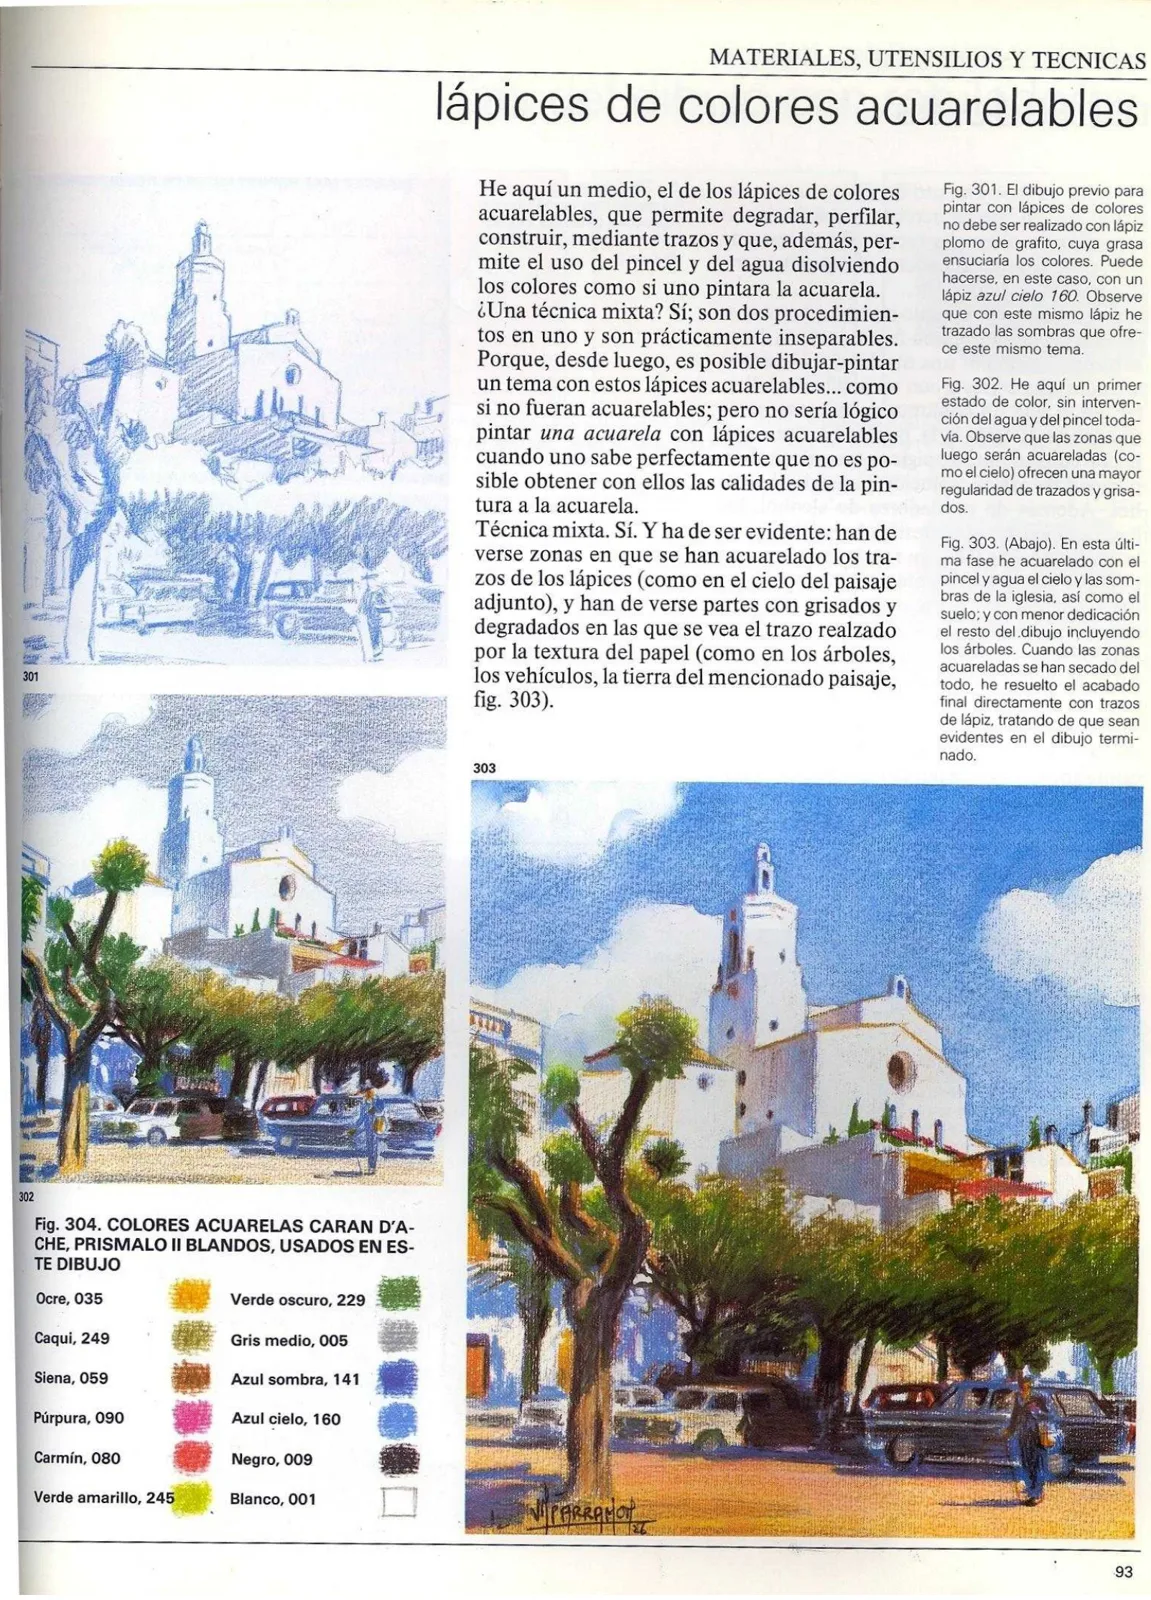 MATERIALES, UTENSILIOS Y TECNICAS
lápices de colores acuarelables
He aquí un medio, el de los lápices de colores
acuarelables, que permite degradar, perfilar,
construir, mediante trazos y que, además, per-
mite el uso del pincel y del agua disolviendo
los colores como si uno pintara la acuarela.
¿Una técnica mixta? Sí; son dos procedimien-
tos en uno y son prácticamente inseparables.
Porque, desde luego, es posible dibujar-pintar
un tema con estos lápices acuarelables... como
si no fueran acuarelables; pero no sería lógico
pintar una acuarela con lápices acuarelables
cuando uno sabe perfectamente que no es po-
sible obtener con ellos las calidades de la pin-
tura a la acuarela.
Técnica mixta. Sí. Y ha de ser evidente: han de
verse zonas en que se han acuarelado los tra-
zos de los lápices (como en el cielo del paisaje
adjunto), y han de verse partes con grisados y
degradados en las que se vea el trazo realzado
por la textura del papel (como en los árboles,
los vehículos, la tierra del mencionado paisaje,
fig. 303).
Fig. 301. El dibujo previo para
pintar con lápices de colores
no debe ser realizado con lápiz
plomo de grafito, cuya grasa
ensuciaría los colores. Puede
hacerse, en este caso, con un
lápiz azul cielo 160. Observe
que con este mismo lápiz he
trazado las sombras que ofre-
ce este mismo tema.
Fig. 302. He aquí un primer
estado de color, sin interven-
ción del agua y del pincel toda-
vía. Observe que las zonas que
luego serán acuareladas (co-
mo el cielo) ofrecen una mayor
regularidad de trazados y grisa-
dos.
Fig. 303. (Abajo). En esta últi-
ma fase he acuarelado con el
pincel y agua el cielo y las som-
bras de la iglesia, así como el
suelo; y con menor dedicación
el resto del dibujo incluyendo
los árboles. Cuando las zonas
acuareladas se han secado del
todo, he resuelto el acabado
final directamente con trazos
de lápiz, tratando de que sean
evidentes en el dibujo termi-
nado.
301
303
302
Fig. 304. COLORES ACUARELAS CARAN D'A-
CHE, PRISMALO II BLANDOS, USADOS EN ES-
TE DIBUJO
Ocre, 035
Caqui, 249
Siena, 059
Púrpura, 090
Carmín, 080
Verde amarillo, 245
Verde oscuro, 229
Gris medio, 005
Azul sombra, 141
Azul cielo, 160
Negro, 009
Blanco, 001
PARRAMON
93